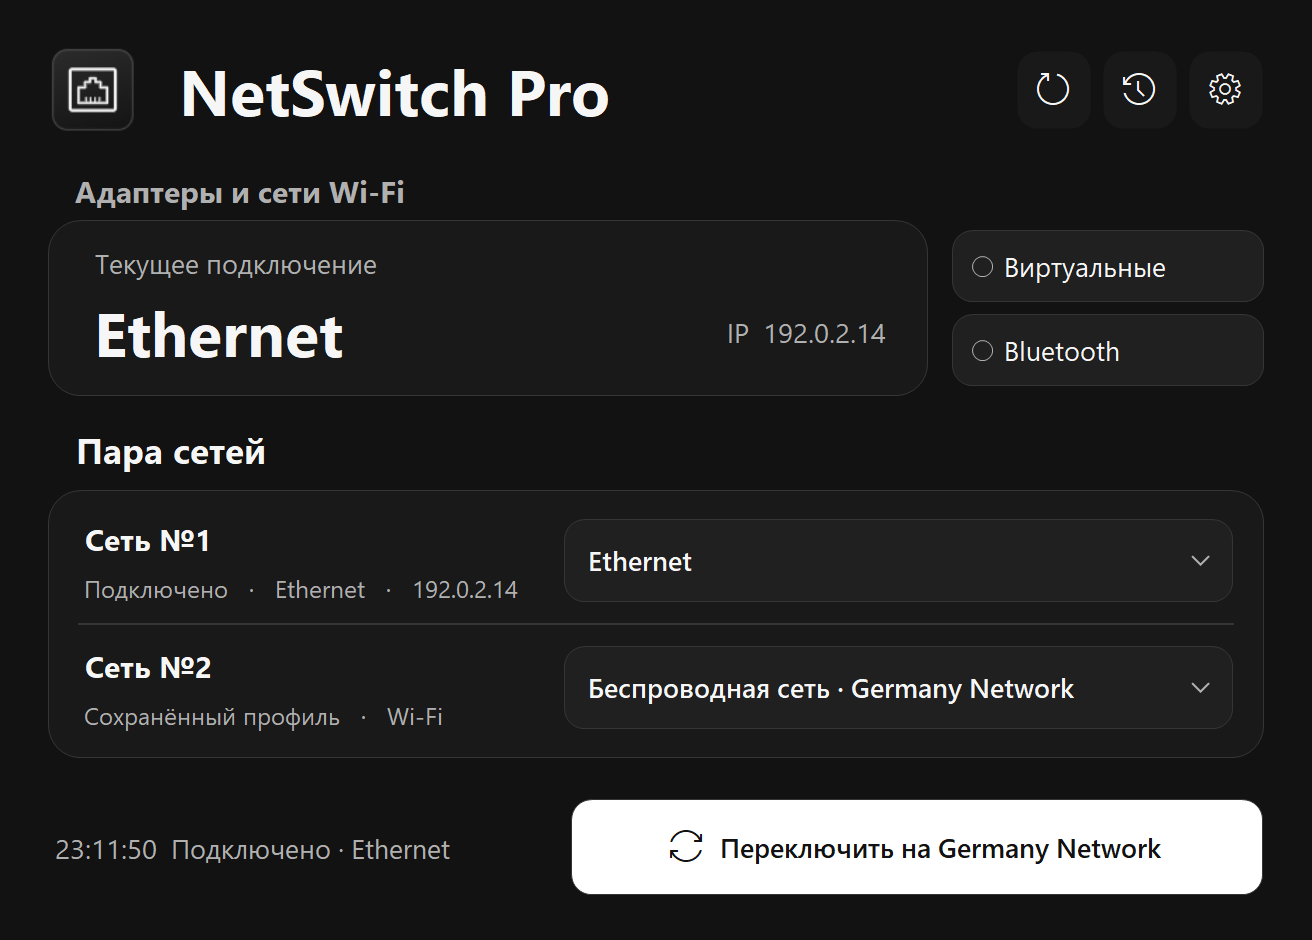 NetSwitch Pro
Адаптеры и сети Wi-Fi
Текущее подключение
Ethernet
IP 192.0.2.14
Виртуальные
Bluetooth
Пара сетей
Сеть №1
Подключено · Ethernet · 192.0.2.14
Ethernet
Сеть №2
Сохранённый профиль · Wi-Fi
Беспроводная сеть · Germany Network
23:11:50 Подключено · Ethernet
Переключить на Germany Network